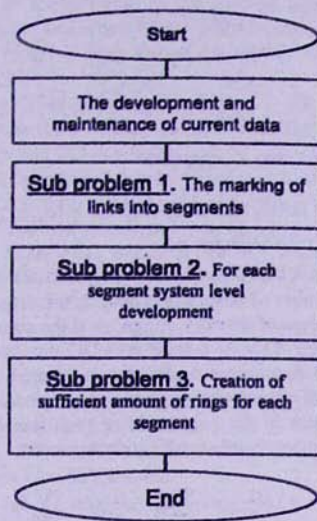 Start
The development and
maintenance of current data
Sub problem 1. The marking of
links into segments
Sub problem 2. For each
segment system level
development
Sub problem 3. Creation of
sufficient amount of rings for each
segment
End